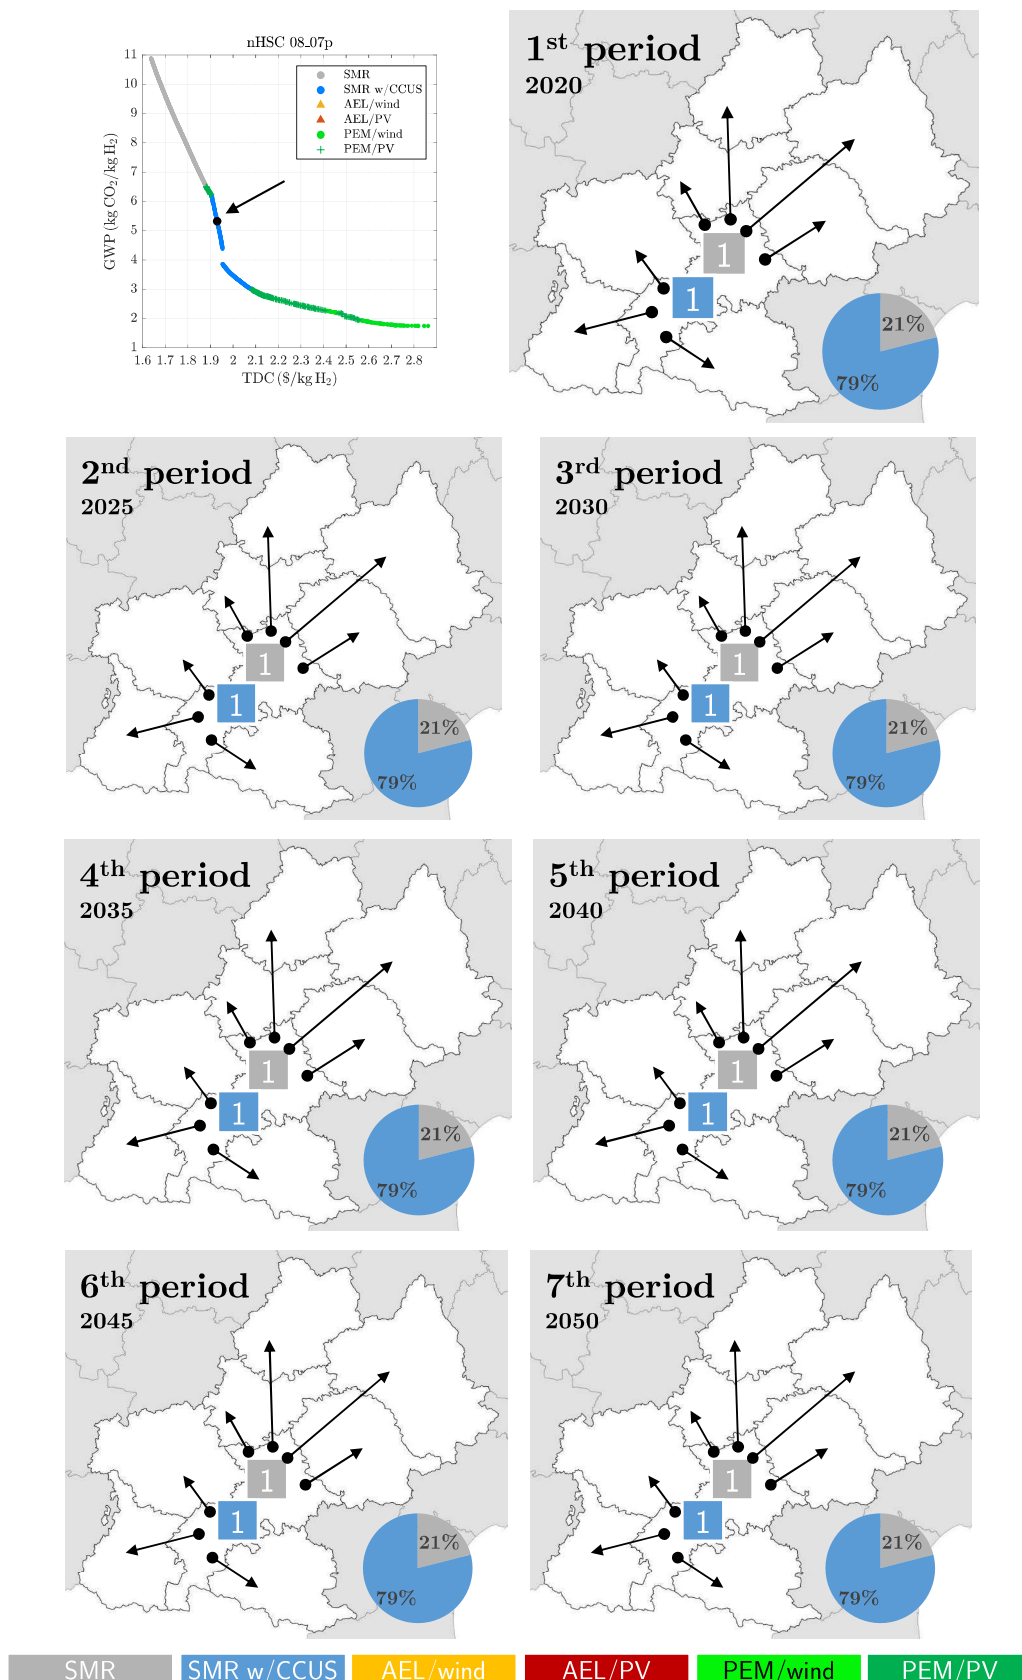 nHSC 08_07p
11
10
9
8
7
6
5
4
3
2
1
GWP (kg CO₂/kg H₂)
SMR
SMR w/CCUS
AEL/wind
AEL/PV
PEM/wind
PEM/PV
1.6 1.7 1.8 1.9 2 2.1 2.2 2.3 2.4 2.5 2.6 2.7 2.8
TDC ($/kg H₂)
1st period
2020
1
1
21%
79%
2nd period
2025
1
1
21%
79%
3rd period
2030
1
1
21%
79%
4th period
2035
1
1
21%
79%
5th period
2040
1
1
21%
79%
6th period
2045
1
1
21%
79%
7th period
2050
1
1
21%
79%
SMR
SMR w/CCUS
AEL/wind
AEL/PV
PEM/wind
PEM/PV